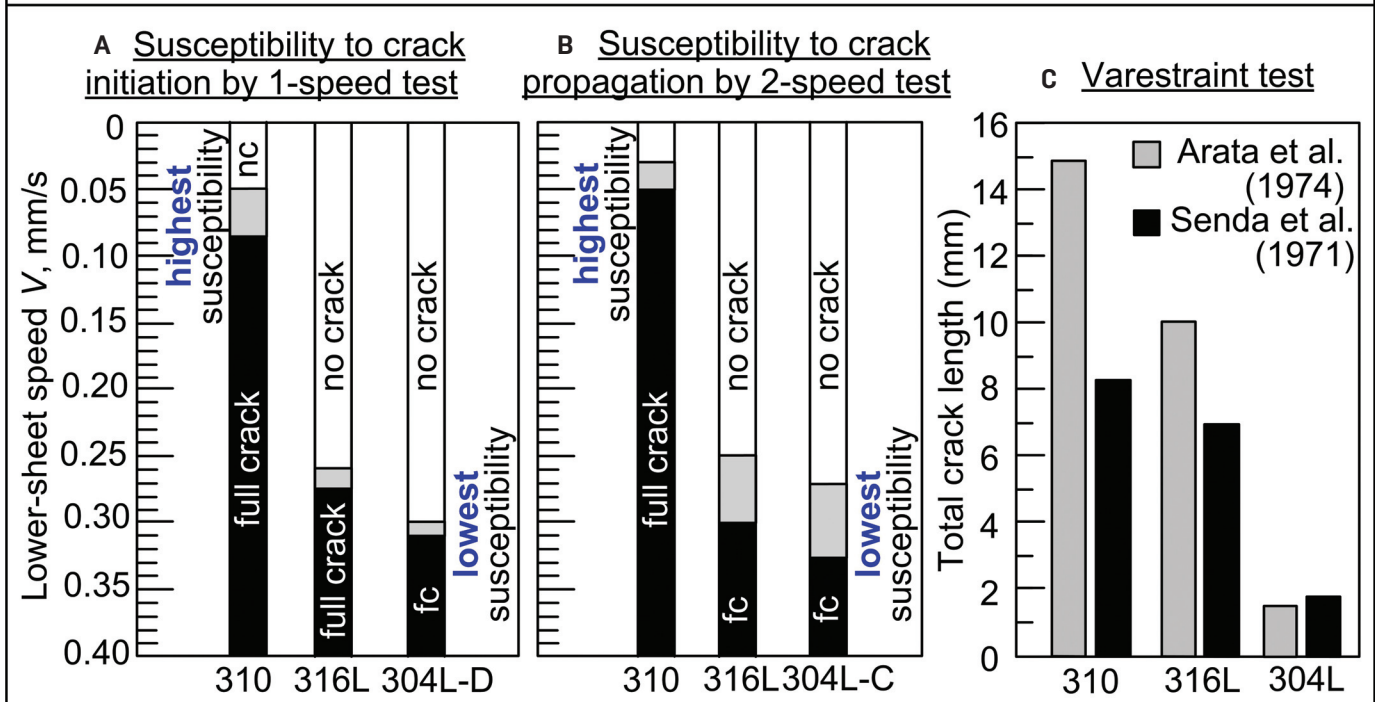 A Susceptibility to crack
initiation by 1-speed test
Lower-sheet speed V, mm/s
0
0.05
0.10
0.15
0.20
0.25
0.30
0.35
0.40
highest
susceptibility
nc
full crack
no crack
full crack
no crack
fc
lowest
susceptibility
310 316L 304L-D
B Susceptibility to crack
propagation by 2-speed test
highest
susceptibility
full crack
no crack
fc
no crack
fc
lowest
susceptibility
310 316L 304L-C
C Varestraint test
Total crack length (mm)
16
14
12
10
8
6
4
2
0
Arata et al.
(1974)
Senda et al.
(1971)
310 316L 304L